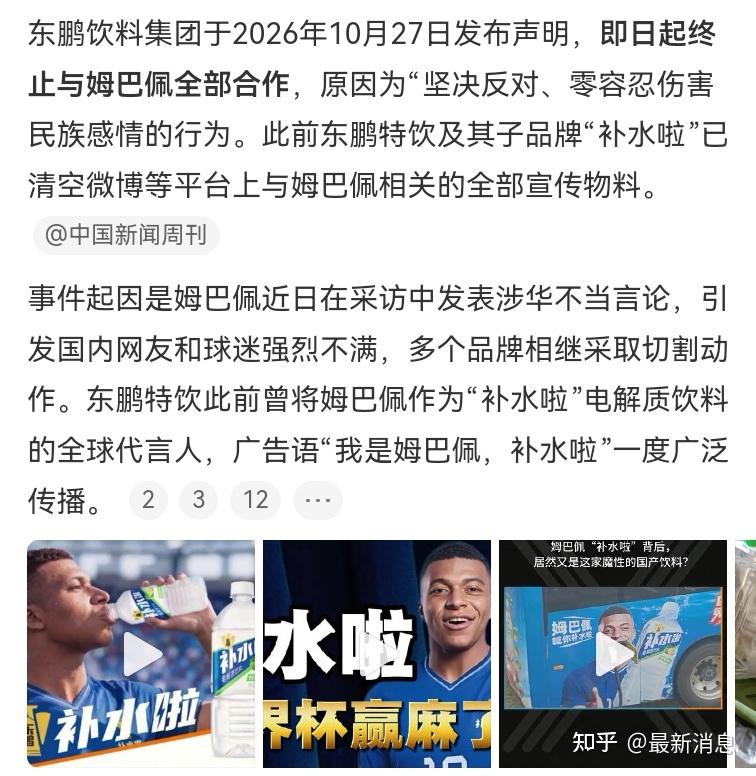 东鹏饮料集团于2026年10月27日发布声明，即日起终
止与姆巴佩全部合作，原因为“坚决反对、零容忍伤害
民族感情的行为。此前东鹏特饮及其子品牌“补水啦”已
清空微博等平台上与姆巴佩相关的全部宣传物料。
@中国新闻周刊
事件起因是姆巴佩近日在采访中发表涉华不当言论，引
发国内网友和球迷强烈不满，多个品牌相继采取切割动
作。东鹏特饮此前曾将姆巴佩作为“补水啦”电解质饮料
的全球代言人，广告语“我是姆巴佩，补水啦”一度广泛
传播。 2 3 12 ...
补水啦
补水
补水啦
水啦
界杯赢麻了
10
姆巴佩“补水啦”背后，
居然又是这家魔性的国产饮料？
姆巴佩
喊你补水啦
补水啦
知乎 @最新消息